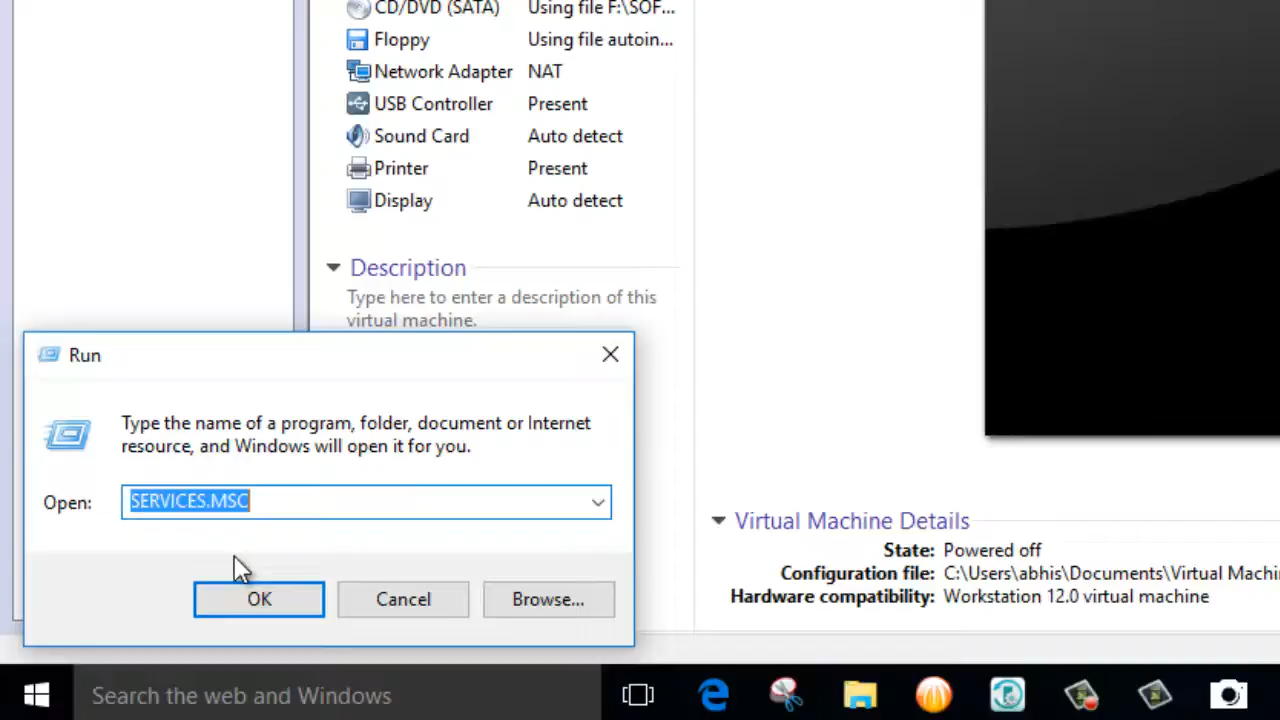 CD/DVD (SATA) Using file F:\SOF...
Floppy Using file autoin...
Network Adapter NAT
USB Controller Present
Sound Card Auto detect
Printer Present
Display Auto detect
Description
Type here to enter a description of this
virtual machine.
Run
Type the name of a program, folder, document or Internet
resource, and Windows will open it for you.
Open: SERVICES.MSC
OK Cancel Browse...
Virtual Machine Details
State: Powered off
Configuration file: C:\Users\abhis\Documents\Virtual Machi
Hardware compatibility: Workstation 12.0 virtual machine
Search the web and Windows